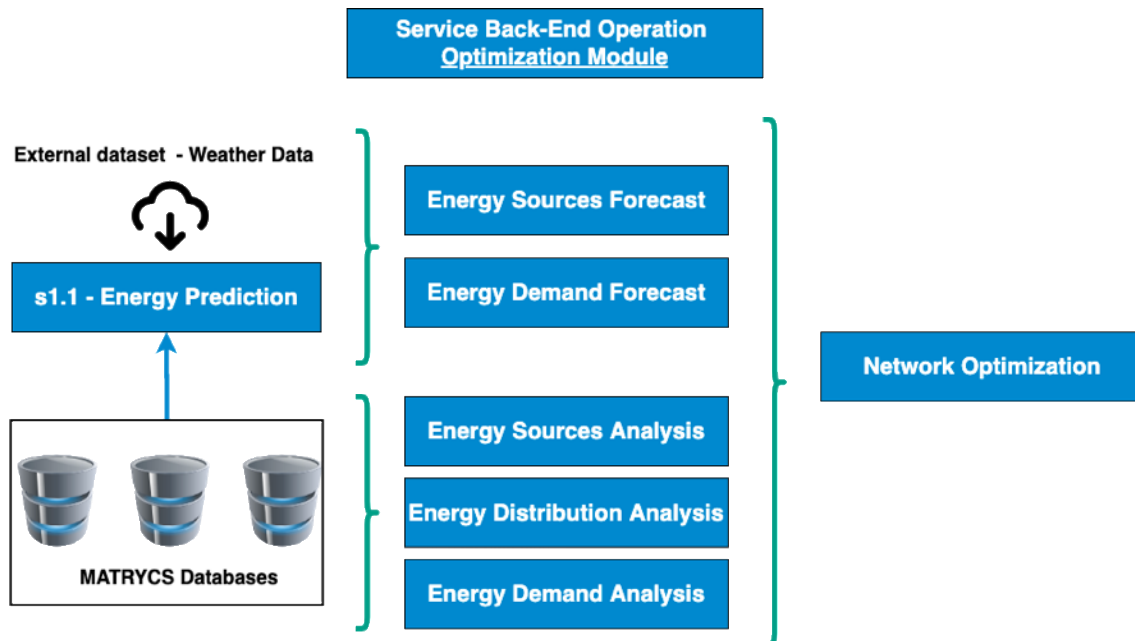 Service Back-End Operation
Optimization Module
External dataset - Weather Data
s1.1 - Energy Prediction
MATRYCS Databases
Energy Sources Forecast
Energy Demand Forecast
Energy Sources Analysis
Energy Distribution Analysis
Energy Demand Analysis
Network Optimization